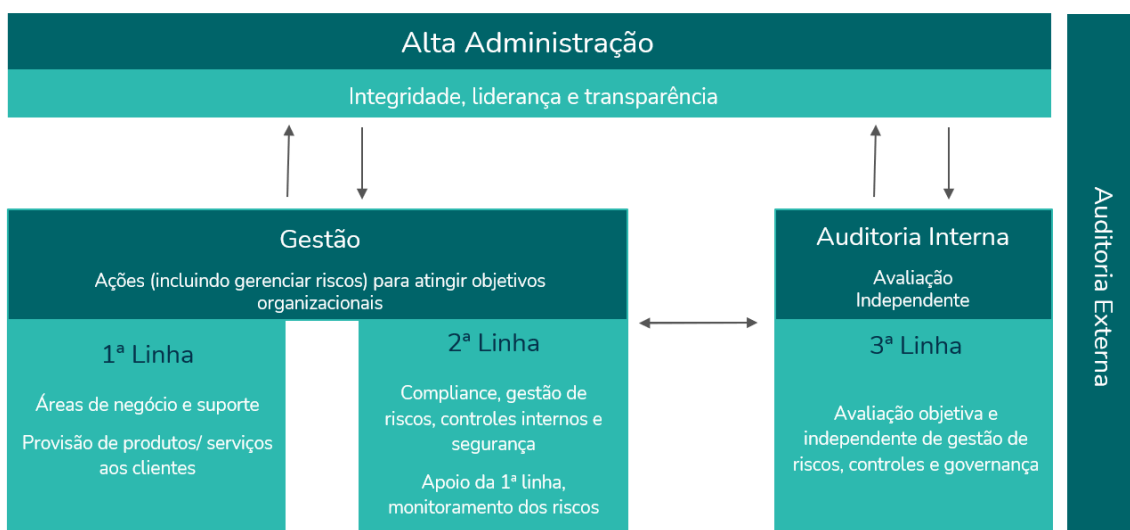 Alta Administração
Integridade, liderança e transparência
Gestão
Ações (incluindo gerenciar riscos) para atingir objetivos
organizacionais
1ª Linha
Áreas de negócio e suporte
Provisão de produtos/ serviços
aos clientes
2ª Linha
Compliance, gestão de
riscos, controles internos e
segurança
Apoio da 1ª linha,
monitoramento dos riscos
Auditoria Interna
Avaliação
Independente
3ª Linha
Avaliação objetiva e
independente de gestão de
riscos, controles e governança
Auditoria Externa